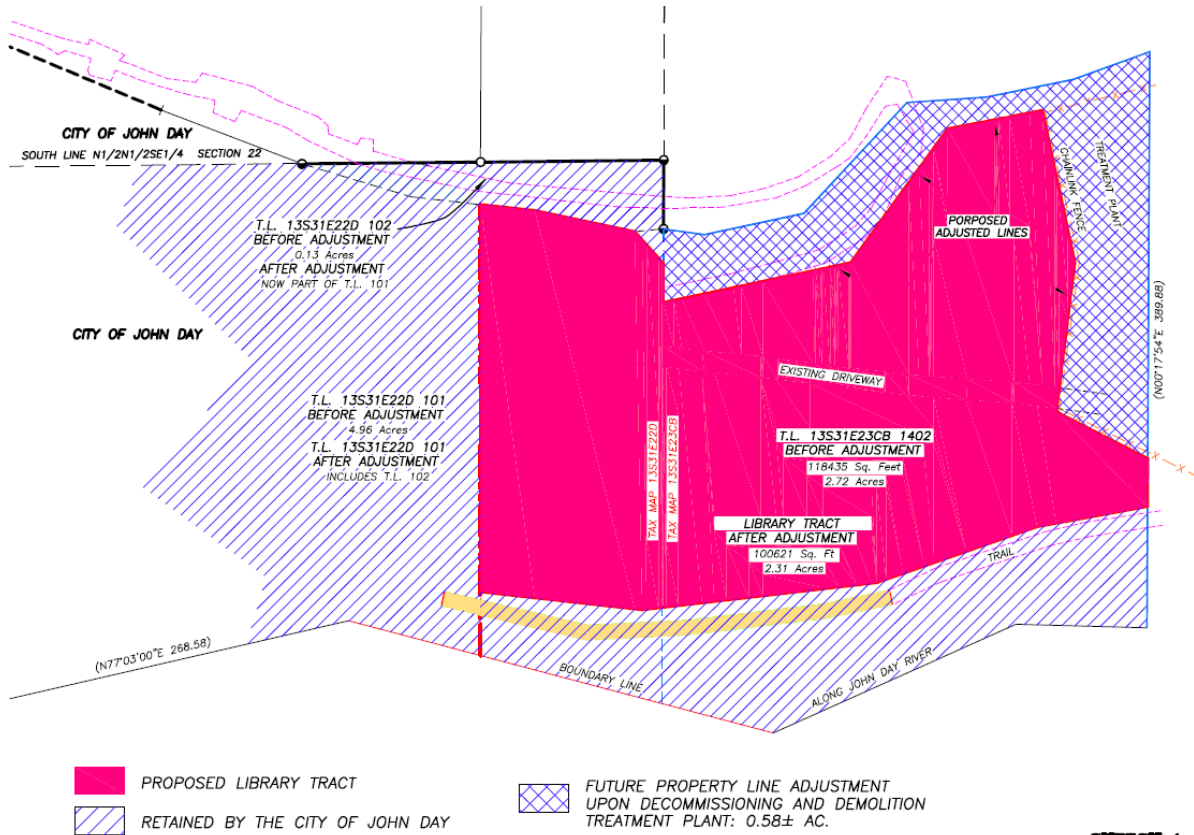 CITY OF JOHN DAY
SOUTH LINE N1/2N1/2SE1/4 SECTION 22
T.L. 13S31E22D 102
BEFORE ADJUSTMENT
0.13 Acres
AFTER ADJUSTMENT
NOW PART OF T.L. 101
CITY OF JOHN DAY
T.L. 13S31E22D 101
BEFORE ADJUSTMENT
4.96 Acres
T.L. 13S31E22D 101
AFTER ADJUSTMENT
INCLUDES T.L. 102
PORPOSED
ADJUSTED LINES
CHAINLINK FENCE
TREATMENT PLANT
(N00°17'54"E 389.88)
EXISTING DRIVEWAY
TAX MAP 13S31E22D
TAX MAP 13S31E23CB
T.L. 13S31E23CB 1402
BEFORE ADJUSTMENT
118435 Sq. Feet
2.72 Acres
LIBRARY TRACT
AFTER ADJUSTMENT
100621 Sq. Ft
2.31 Acres
TRAIL
(N77°03'00"E 268.58)
BOUNDARY LINE
ALONG JOHN DAY RIVER
X
X
X
X
PROPOSED LIBRARY TRACT
RETAINED BY THE CITY OF JOHN DAY
FUTURE PROPERTY LINE ADJUSTMENT
UPON DECOMMISSIONING AND DEMOLITION
TREATMENT PLANT: 0.58± AC.